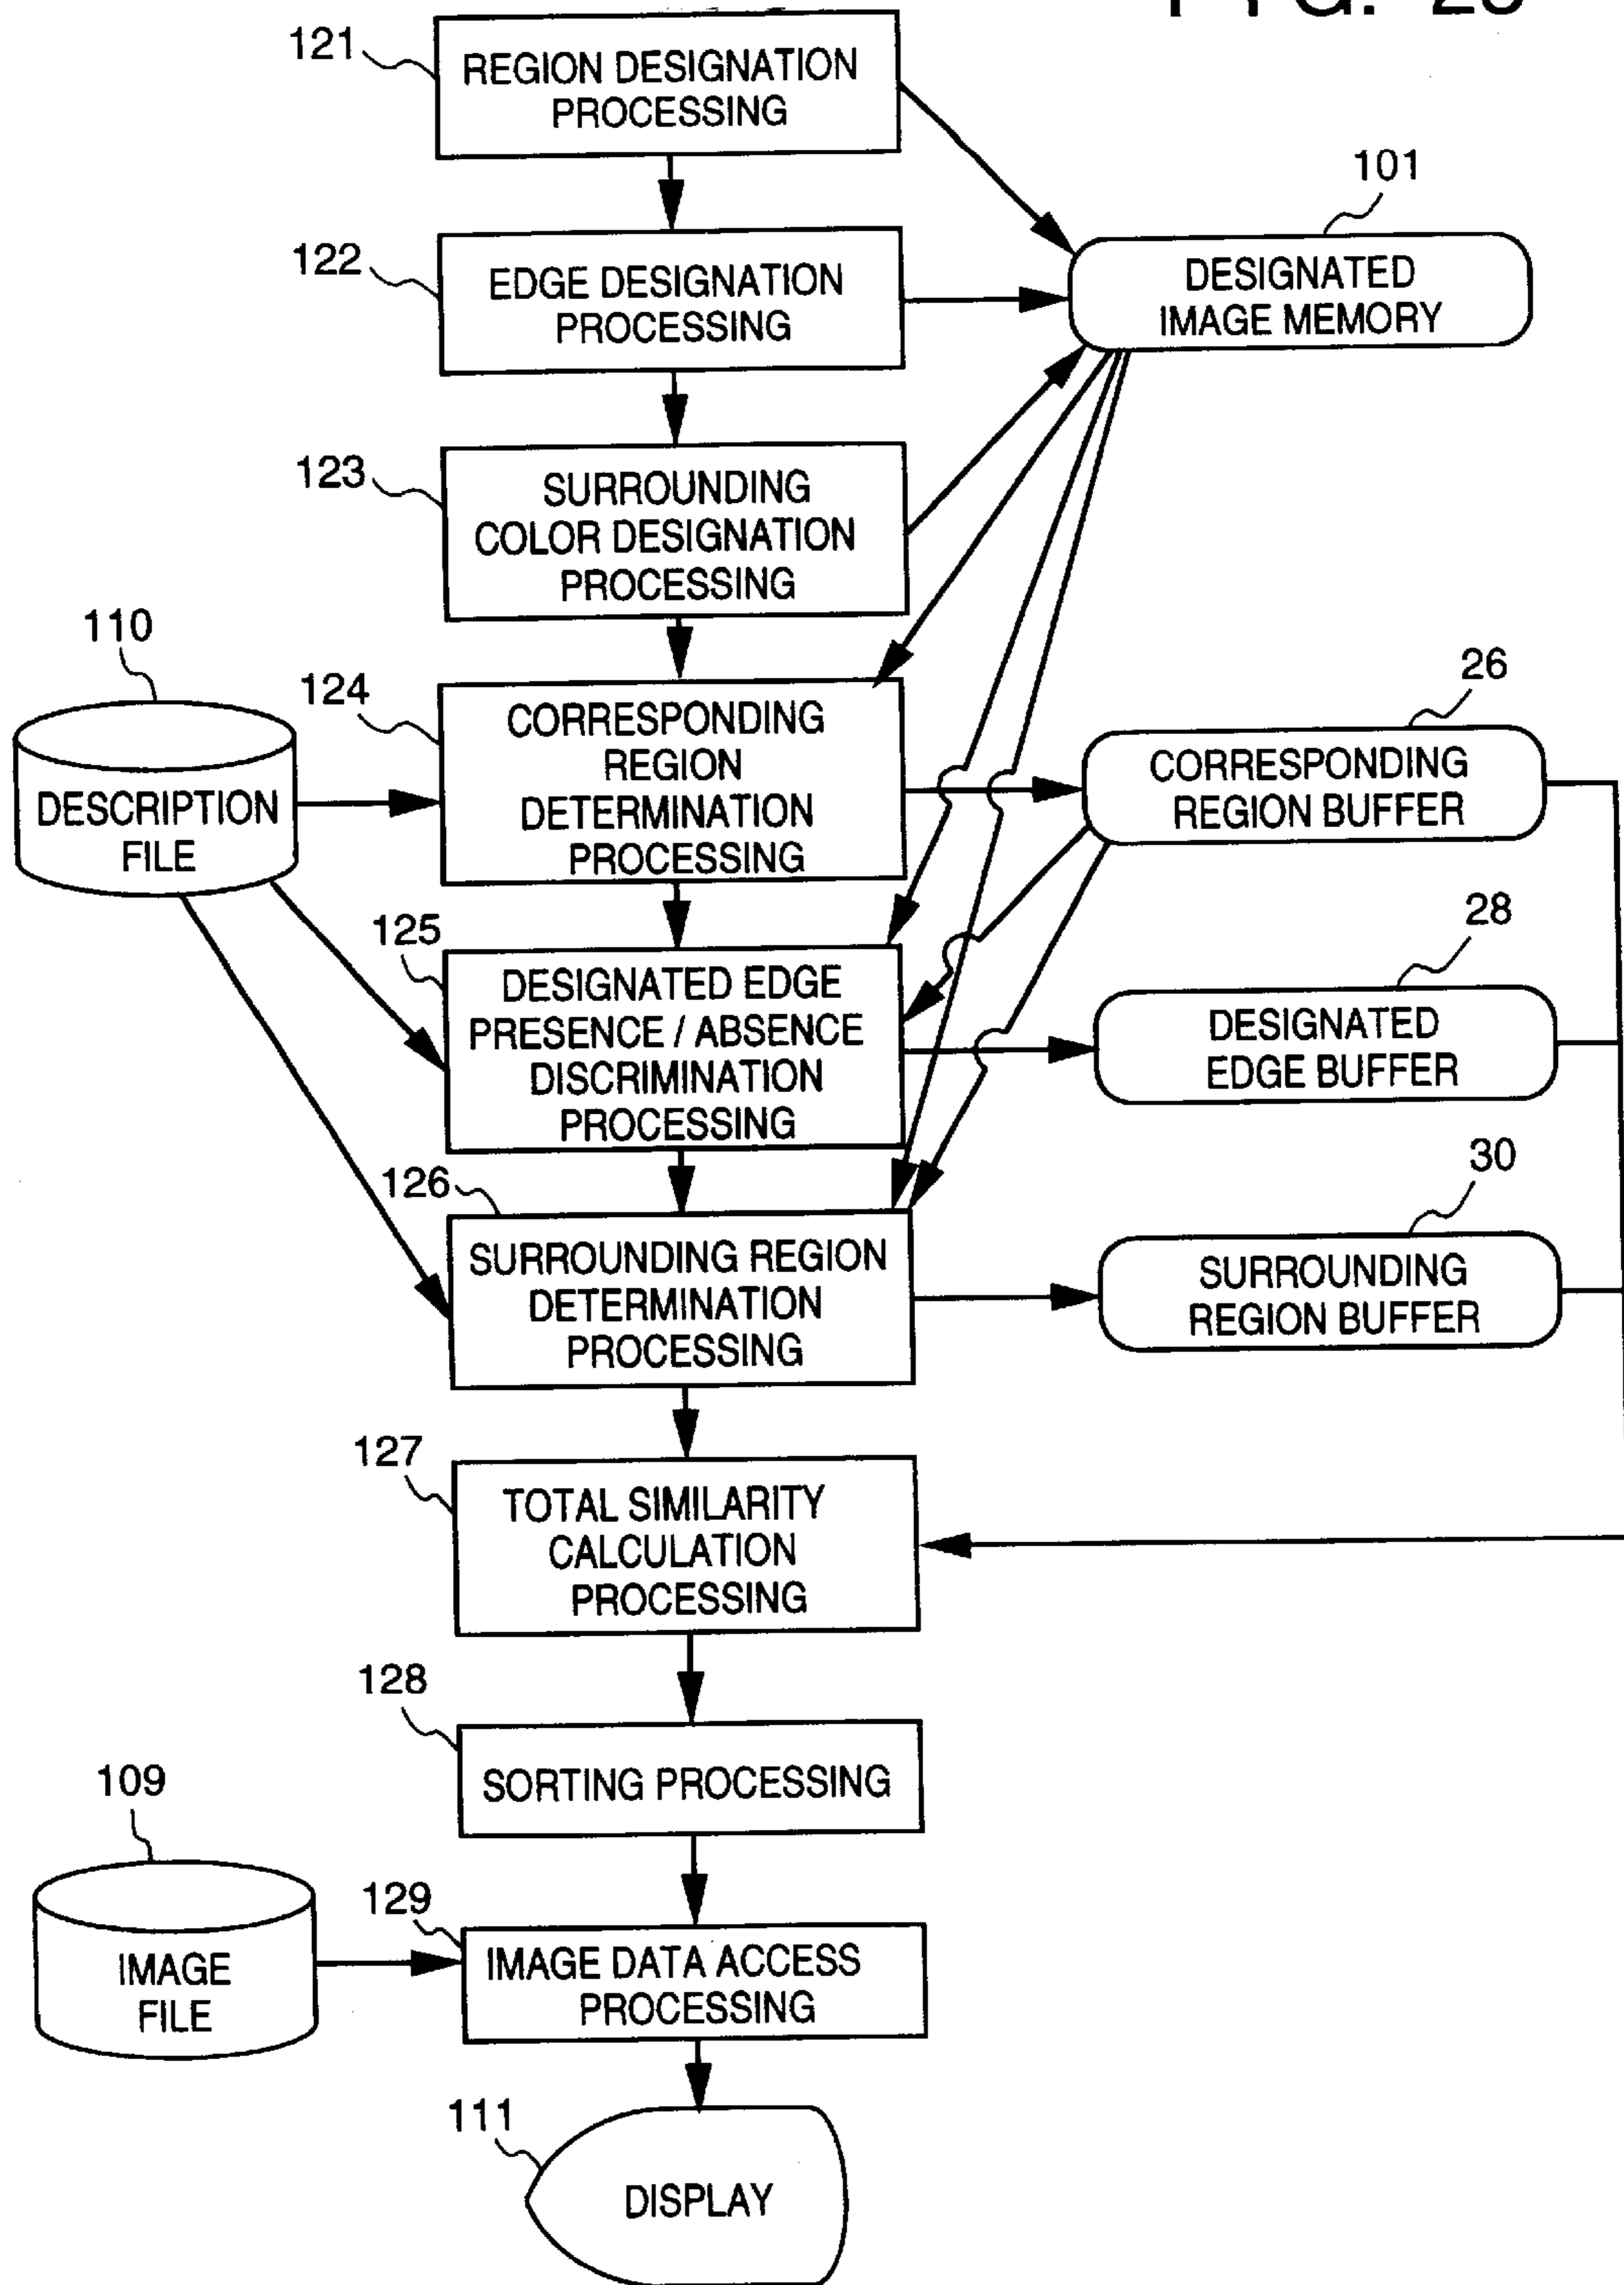 121
REGION DESIGNATION
PROCESSING
101
122
EDGE DESIGNATION
PROCESSING
DESIGNATED
IMAGE MEMORY
123
SURROUNDING
COLOR DESIGNATION
PROCESSING
110
DESCRIPTION
FILE
124
CORRESPONDING
REGION
DETERMINATION
PROCESSING
26
CORRESPONDING
REGION BUFFER
125
DESIGNATED EDGE
PRESENCE / ABSENCE
DISCRIMINATION
PROCESSING
28
DESIGNATED
EDGE BUFFER
126
SURROUNDING REGION
DETERMINATION
PROCESSING
30
SURROUNDING
REGION BUFFER
127
TOTAL SIMILARITY
CALCULATION
PROCESSING
128
SORTING PROCESSING
109
IMAGE
FILE
129
IMAGE DATA ACCESS
PROCESSING
111
DISPLAY